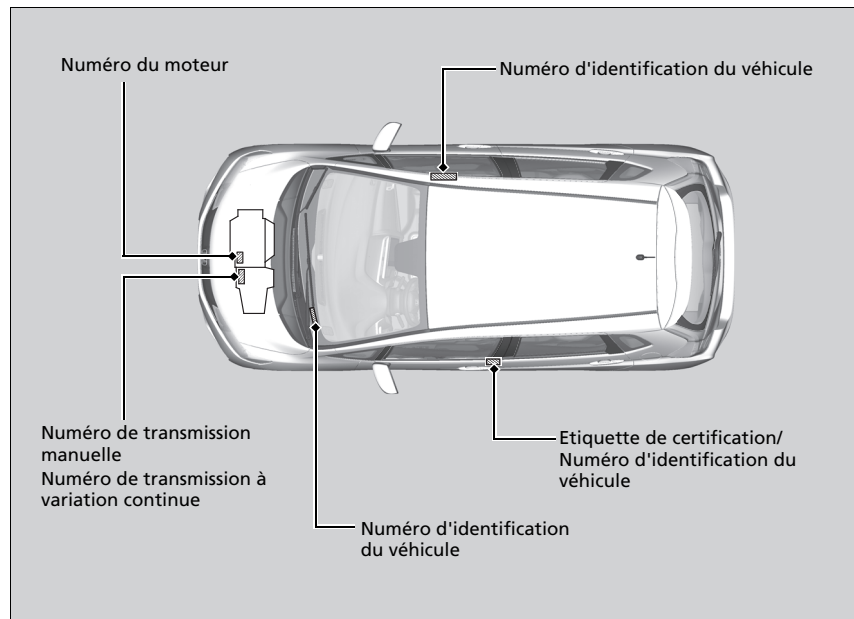 Numéro du moteur
Numéro d'identification du véhicule
Numéro de transmission
manuelle
Numéro de transmission à
variation continue
Etiquette de certification/
Numéro d'identification du
véhicule
Numéro d'identification
du véhicule